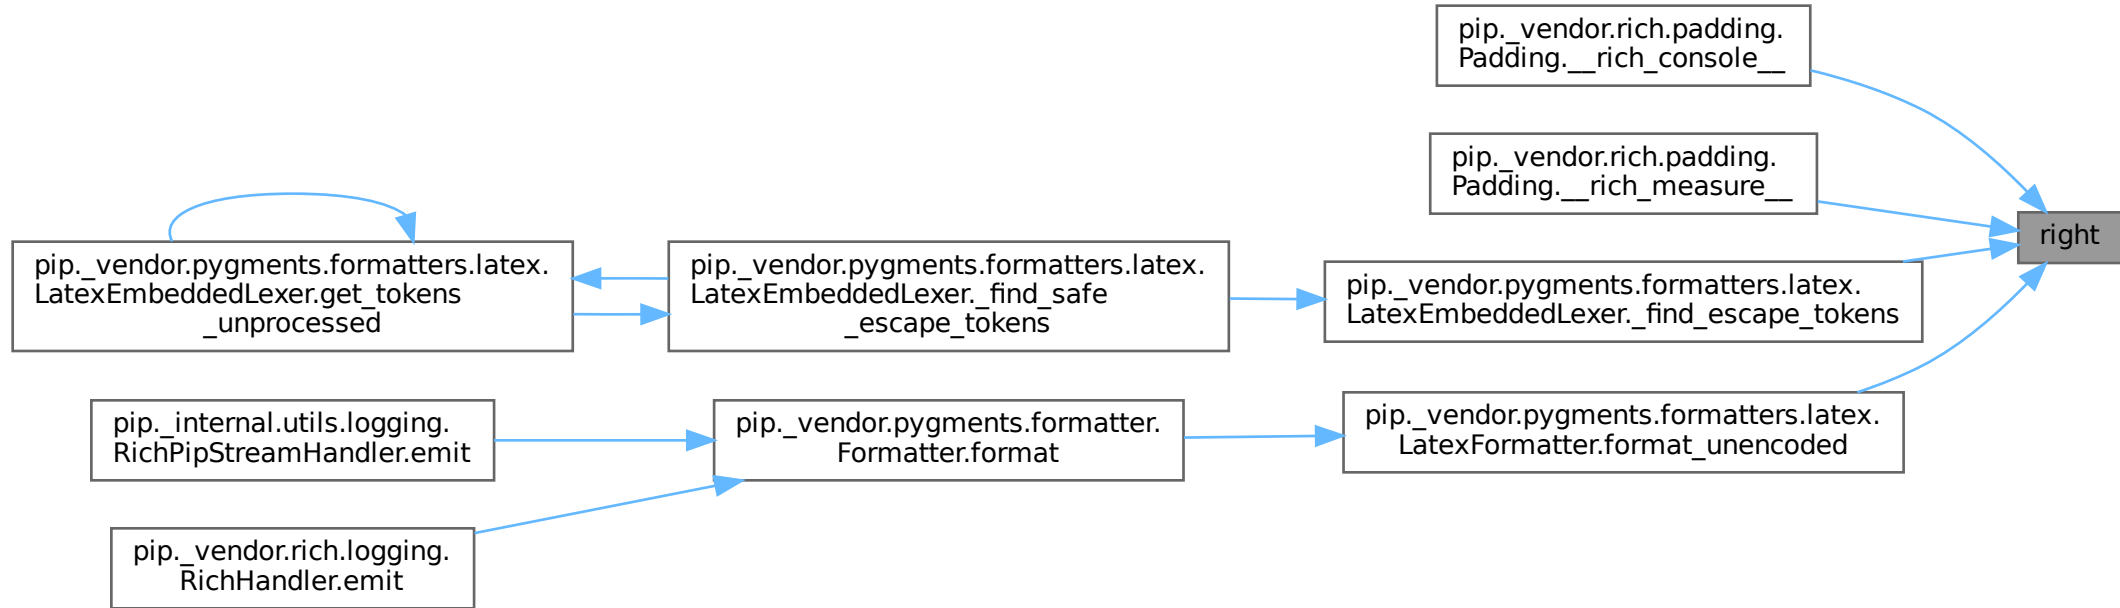 pip._vendor.rich.padding.
Padding.__rich_console__
pip._vendor.rich.padding.
Padding.__rich_measure__
right
pip._vendor.pygments.formatters.latex.
LatexEmbeddedLexer.get_tokens
_unprocessed
pip._vendor.pygments.formatters.latex.
LatexEmbeddedLexer._find_safe
_escape_tokens
pip._vendor.pygments.formatters.latex.
LatexEmbeddedLexer._find_escape_tokens
pip._internal.utils.logging.
RichPipStreamHandler.emit
pip._vendor.pygments.formatter.
Formatter.format
pip._vendor.pygments.formatters.latex.
LatexFormatter.format_unencoded
pip._vendor.rich.logging.
RichHandler.emit